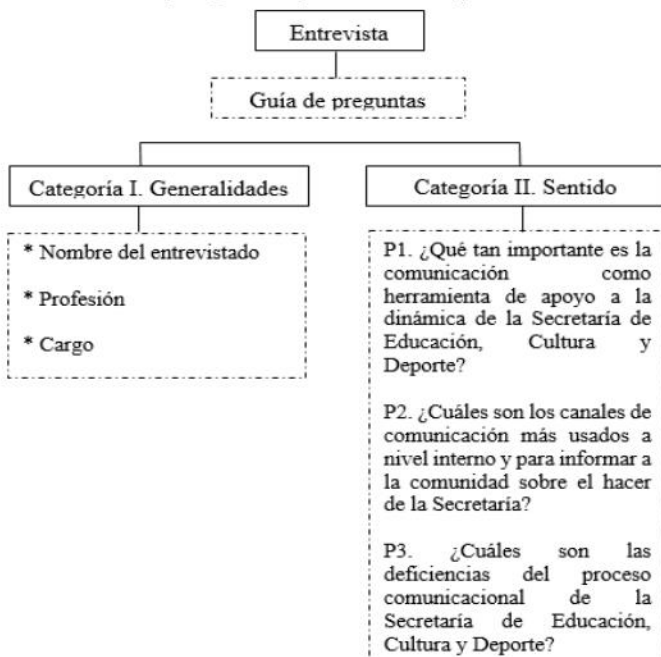 Entrevista
Guía de preguntas
Categoría I. Generalidades
* Nombre del entrevistado
* Profesión
* Cargo
Categoría II. Sentido
P1. ¿Qué tan importante es la
comunicación como
herramienta de apoyo a la
dinámica de la Secretaría de
Educación, Cultura y
Deporte?
P2. ¿Cuáles son los canales de
comunicación más usados a
nivel interno y para informar a
la comunidad sobre el hacer
de la Secretaría?
P3. ¿Cuáles son las
deficiencias del proceso
comunicacional de la
Secretaría de Educación,
Cultura y Deporte?